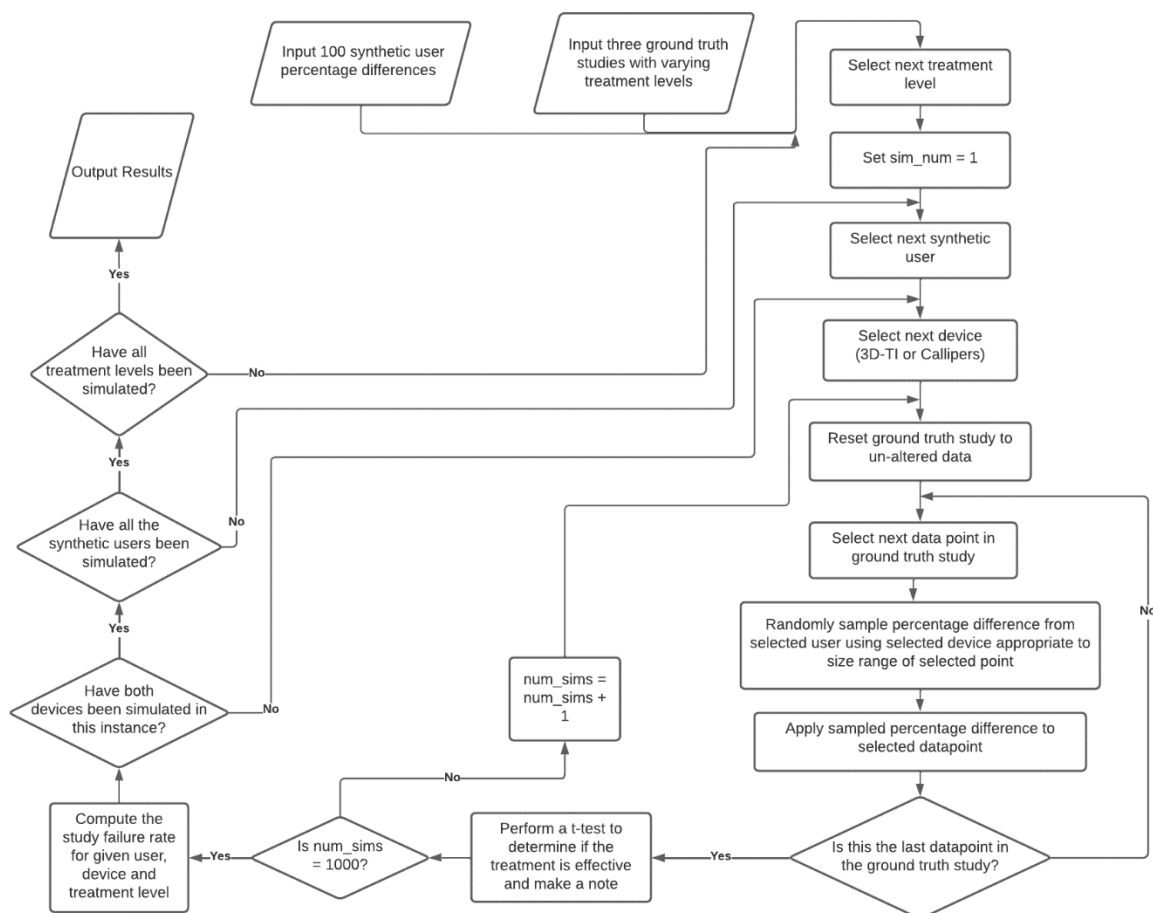 Input 100 synthetic user
percentage differences
Input three ground truth
studies with varying
treatment levels
Select next treatment
level
Set sim_num = 1
Select next synthetic
user
Select next device
(3D-TI or Callipers)
Reset ground truth study to
un-altered data
Select next data point in
ground truth study
Randomly sample percentage difference from
selected user using selected device appropriate to
size range of selected point
Apply sampled percentage difference to
selected datapoint
Is this the last datapoint in
the ground truth study?
No
Yes
Perform a t-test to
determine if the
treatment is effective
and make a note
Is num_sims
= 1000?
No
num_sims =
num_sims +
1
Yes
Compute the
study failure rate
for given user,
device and
treatment level
Have both
devices been simulated in
this instance?
No
Yes
Have all the
synthetic users been
simulated?
No
Yes
Have all
treatment levels been
simulated?
No
Yes
Output Results